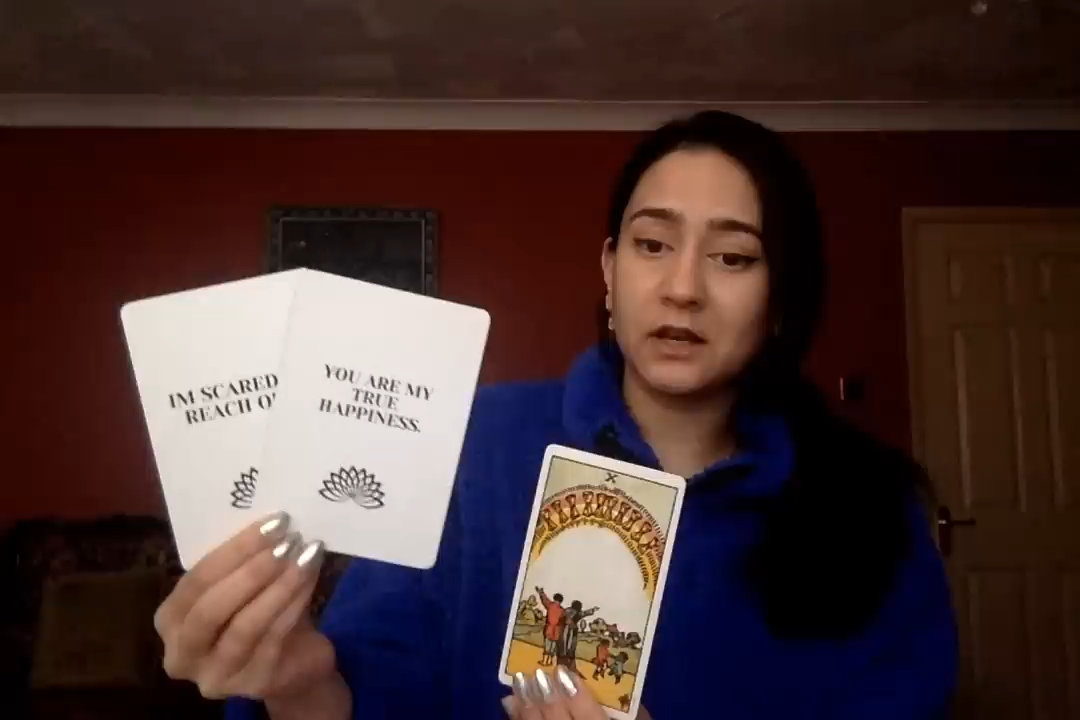 IM SCARED
REACH
YOU ARE MY
TRUE
HAPPINESS.
X